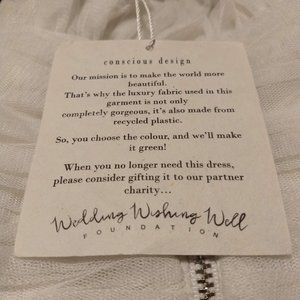 conscious design
Our mission is to make the world more
beautiful.
That's why the luxury fabric used in this
garment is not only
completely gorgeous, it's also made from
recycled plastic.
So, you choose the colour, and we'll make
it green!
When you no longer need this dress,
please consider gifting it to our partner
charity...
Wedding Wishing Well
FOUNDATION